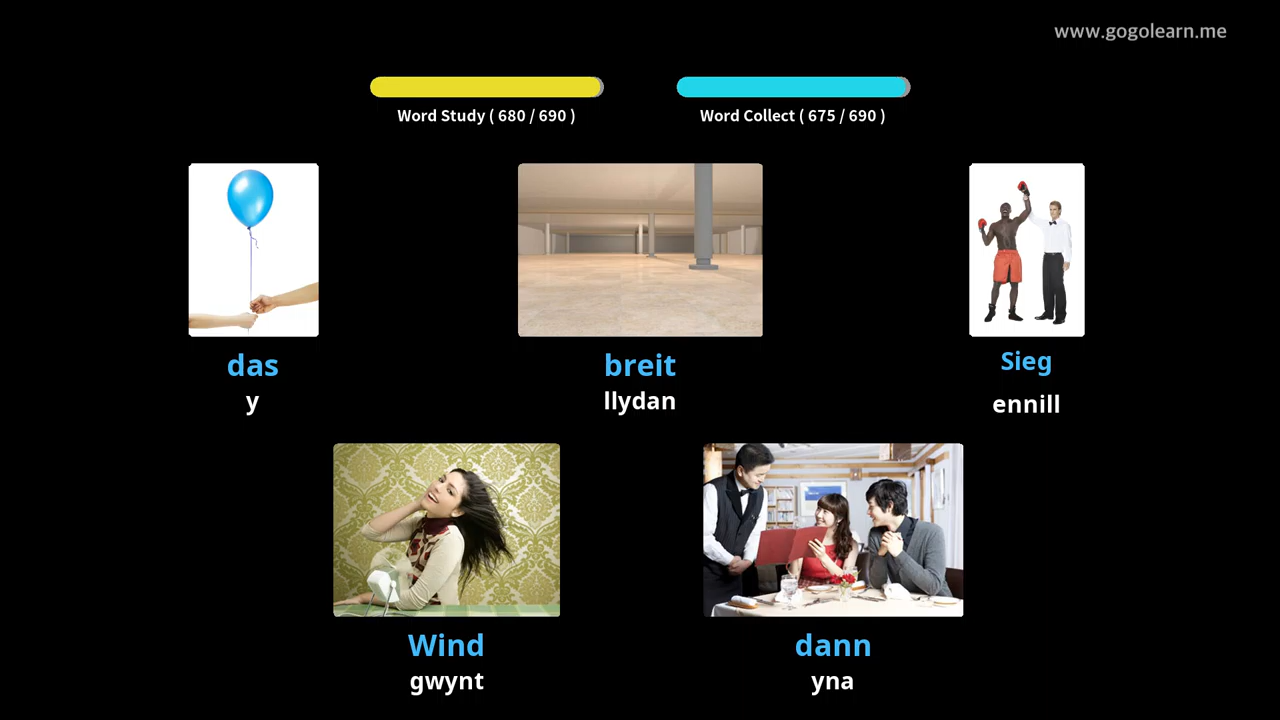 www.gogolearn.me
Word Study ( 680 / 690 )
Word Collect ( 675 / 690 )
das
y
breit
llydan
Sieg
ennill
Wind
gwynt
dann
yna